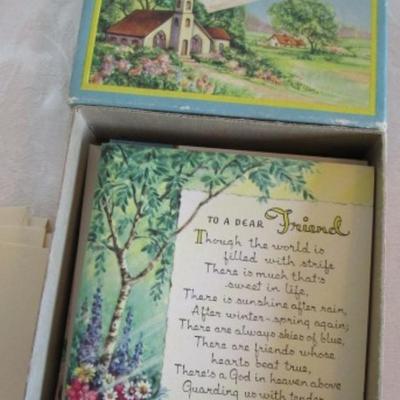 TO A DEAR Friend
Though the world is
filled with strife
There is much that's
sweet in life,
There is sunshine after rain,
After winter-spring again;
There are always skies of blue,
There are friends whose
hearts beat true,
There's a God in heaven above
Guarding us with tender